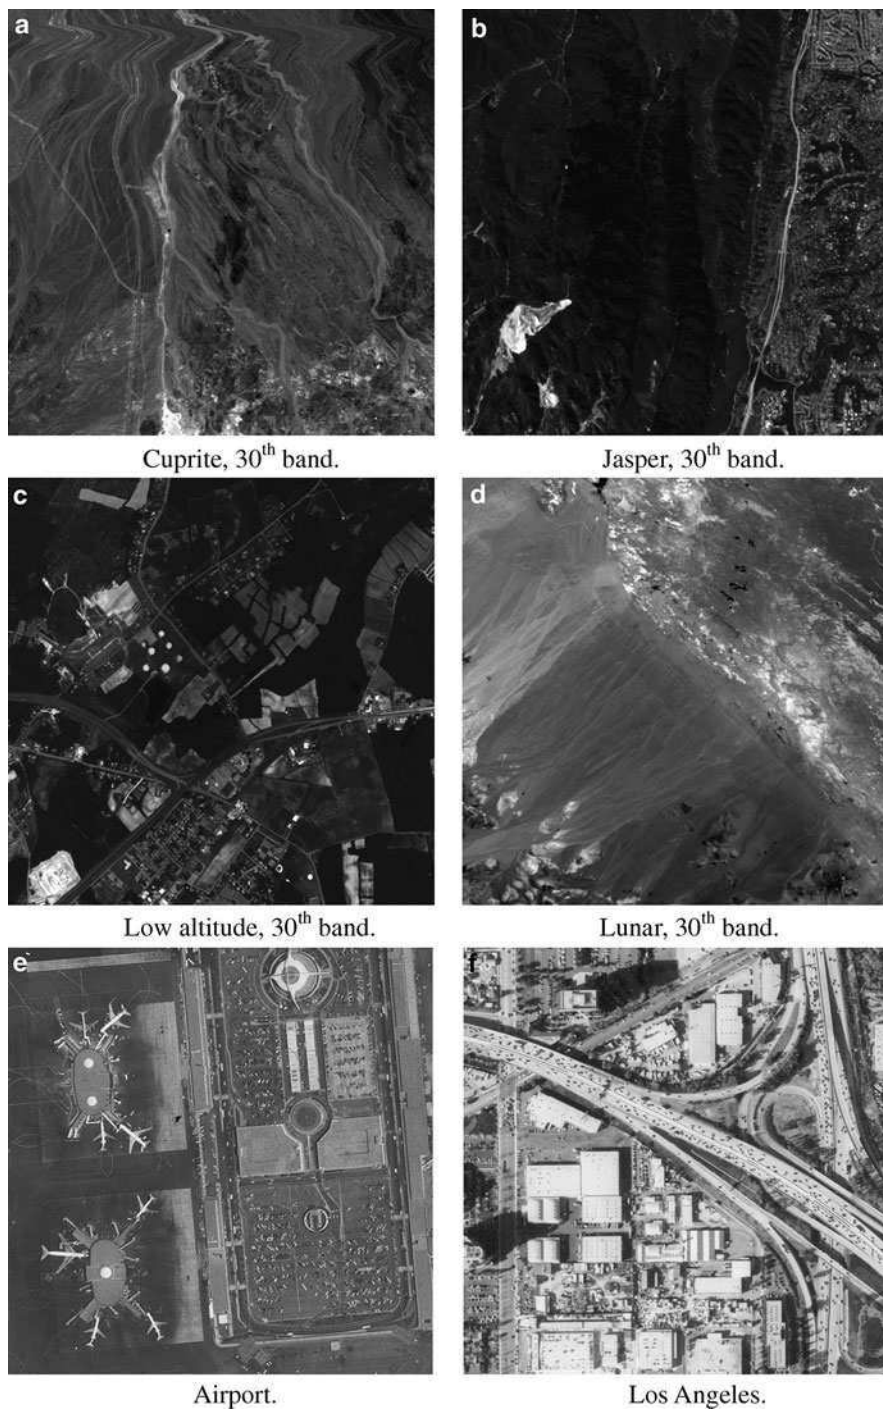 a
b
Cuprite, 30th band.
Jasper, 30th band.
c
d
Low altitude, 30th band.
Lunar, 30th band.
e
f
Airport.
Los Angeles.